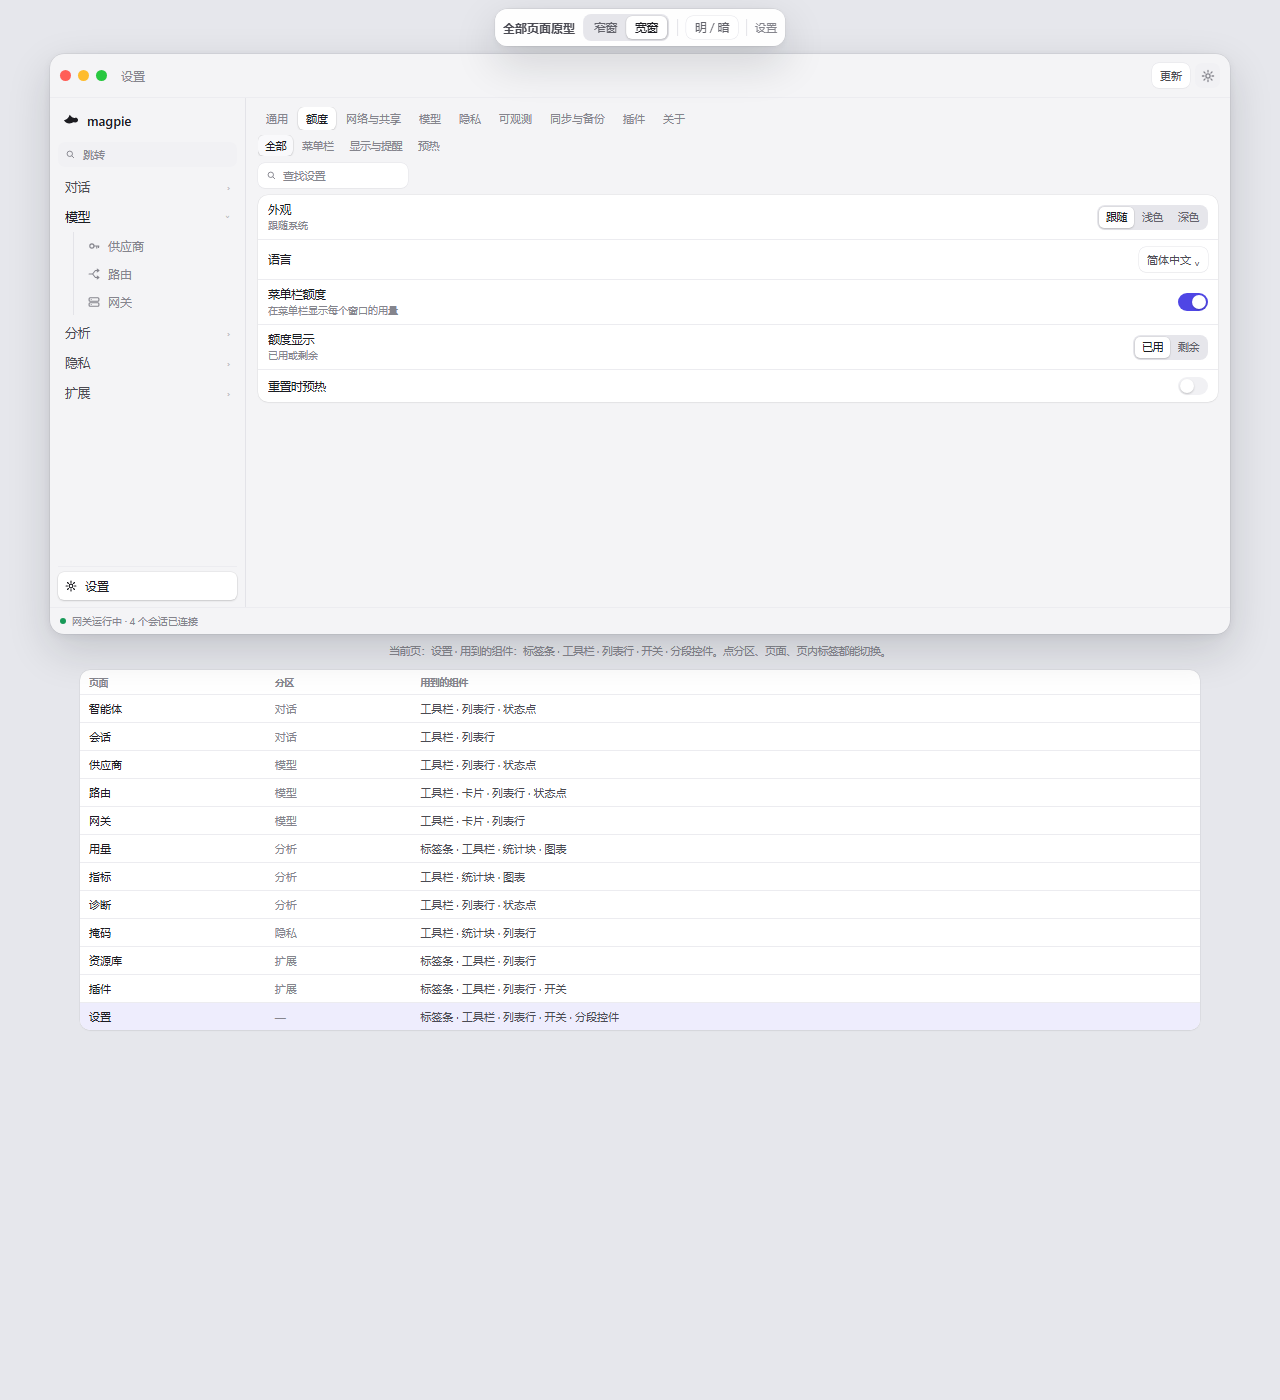 全部页面原型 窄窗 宽窗 明 / 暗 设置
设置 更新
magpie
跳转
对话
模型
供应商
路由
网关
分析
隐私
扩展
设置
通用 额度 网络与共享 模型 隐私 可观测 同步与备份 插件 关于
全部 菜单栏 显示与提醒 预热
查找设置
外观
跟随系统
跟随 浅色 深色
语言
简体中文
菜单栏额度
在菜单栏显示每个窗口的用量
额度显示
已用或剩余
已用 剩余
重置时预热
网关运行中 · 4 个会话已连接
当前页：设置 · 用到的组件：标签条 · 工具栏 · 列表行 · 开关 · 分段控件。点分区、页面、页内标签都能切换。
页面 分区 用到的组件
智能体 对话 工具栏 · 列表行 · 状态点
会话 对话 工具栏 · 列表行
供应商 模型 工具栏 · 列表行 · 状态点
路由 模型 工具栏 · 卡片 · 列表行 · 状态点
网关 模型 工具栏 · 卡片 · 列表行
用量 分析 标签条 · 工具栏 · 统计块 · 图表
指标 分析 工具栏 · 统计块 · 图表
诊断 分析 工具栏 · 列表行 · 状态点
掩码 隐私 工具栏 · 统计块 · 列表行
资源库 扩展 标签条 · 工具栏 · 列表行
插件 扩展 标签条 · 工具栏 · 列表行 · 开关
设置 — 标签条 · 工具栏 · 列表行 · 开关 · 分段控件